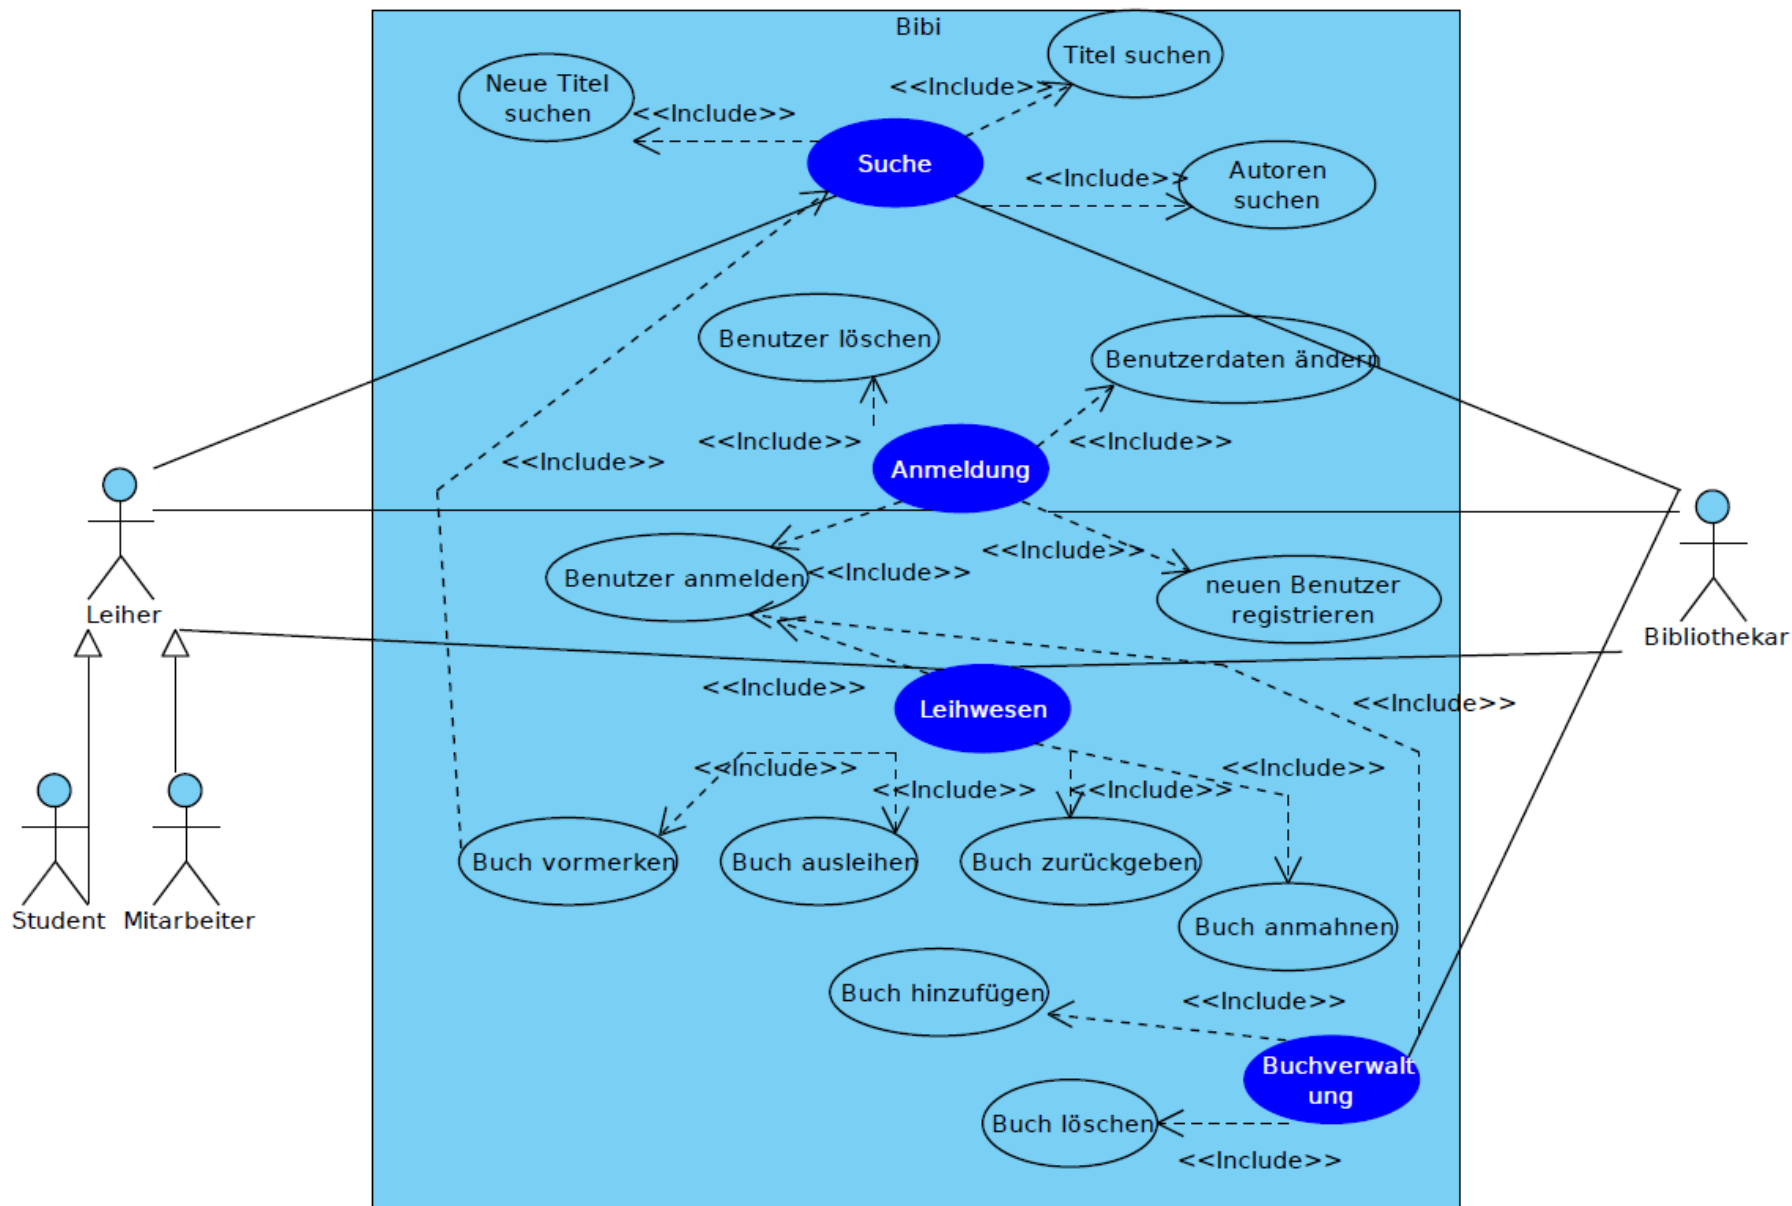 Bibi
Titel suchen
Neue Titel
suchen
<<Include>>
<<Include>>
Suche
Autoren
suchen
<<Include>>
Benutzer löschen
Benutzerdaten ändern
<<Include>>
<<Include>>
<<Include>>
Anmeldung
<<Include>>
Benutzer anmelden
<<Include>>
neuen Benutzer
registrieren
Leiher
Bibliothekar
<<Include>>
<<Include>>
Leihwesen
<<Include>>
<<Include>>
<<Include>>
<<Include>>
Buch vormerken
Buch ausleihen
Buch zurückgeben
Student
Mitarbeiter
Buch anmahnen
Buch hinzufügen
<<Include>>
Buchverwalt
ung
Buch löschen
<<Include>>